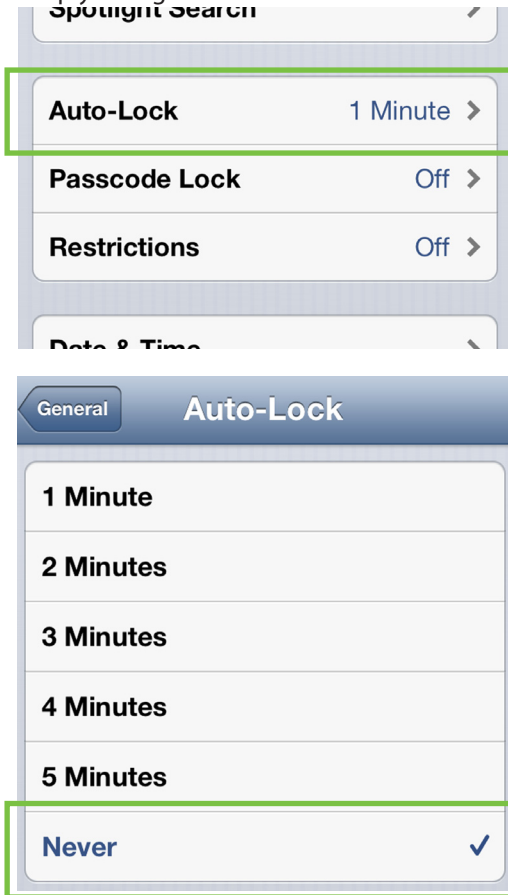 Spotlight Search
Auto-Lock 1 Minute
Passcode Lock Off
Restrictions Off
Date & Time
General Auto-Lock
1 Minute
2 Minutes
3 Minutes
4 Minutes
5 Minutes
Never